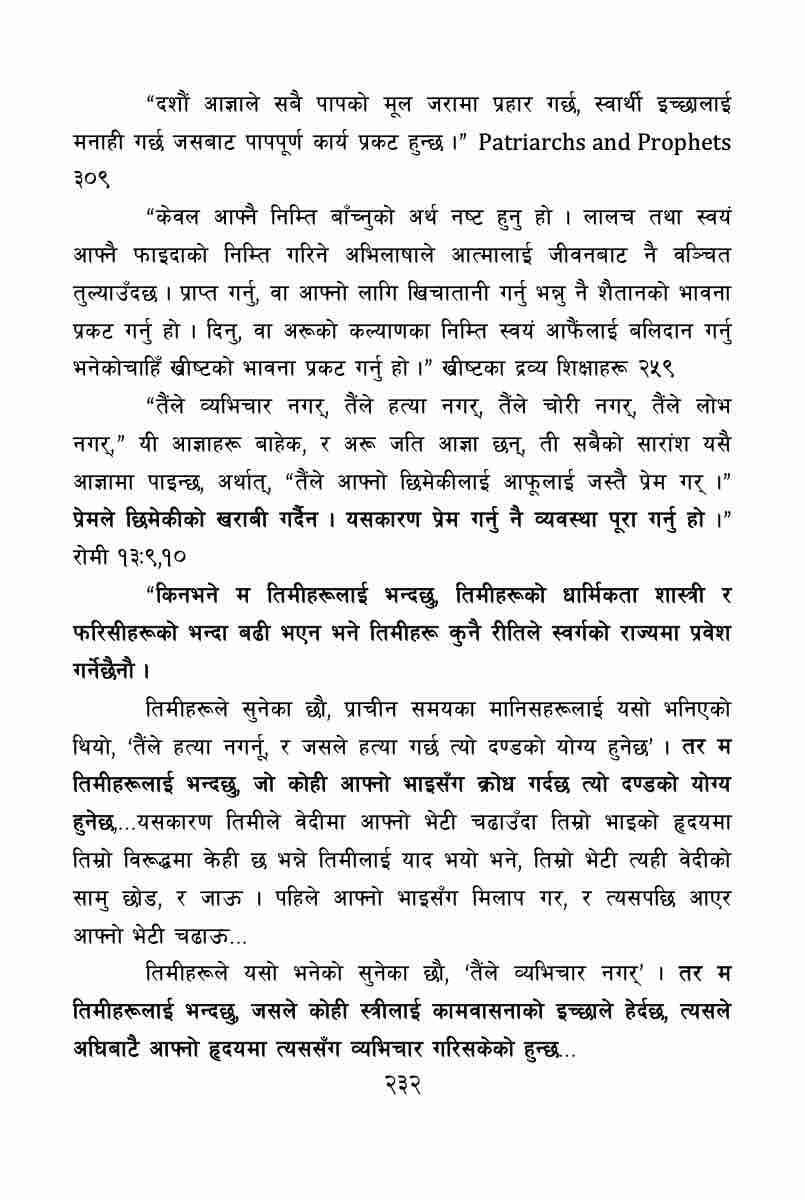 “दशौं आज्ञाले सबै पापको मूल जरामा प्रहार गर्छ, स्वार्थी इच्छालाई
मनाही गर्छ जसबाट पापपूर्ण कार्य प्रकट हुन्छ ।” Patriarchs and Prophets
३०९
“केवल आफ्नै निम्ति बाँच्नुको अर्थ नष्ट हुनु हो । लालच तथा स्वयं
आफ्नै फाइदाको निम्ति गरिने अभिलाषाले आत्मालाई जीवनबाट नै वञ्चित
तुल्याउँदछ । प्राप्त गर्नु, वा आफ्नो लागि खिचातानी गर्नु भन्नु नै शैतानको भावना
प्रकट गर्नु हो । दिनु, वा अरूको कल्याणका निम्ति स्वयं आफैंलाई बलिदान गर्नु
भनेकोचाहिँ ख्रीष्टको भावना प्रकट गर्नु हो ।” ख्रीष्टका द्रव्य शिक्षाहरू २५९
“तैंले व्यभिचार नगर्, तैंले हत्या नगर्, तैंले चोरी नगर्, तैंले लोभ
नगर्,” यी आज्ञाहरू बाहेक, र अरू जति आज्ञा छन्, ती सबैको सारांश यसै
आज्ञामा पाइन्छ, अर्थात्, “तैंले आफ्नो छिमेकीलाई आफूलाई जस्तै प्रेम गर् ।”
प्रेमले छिमेकीको खराबी गर्दैन । यसकारण प्रेम गर्नु नै व्यवस्था पूरा गर्नु हो ।”
रोमी १३:९,१०
“किनभने म तिमीहरूलाई भन्दछु, तिमीहरूको धार्मिकता शास्त्री र
फरिसीहरूको भन्दा बढी भएन भने तिमीहरू कुनै रीतिले स्वर्गको राज्यमा प्रवेश
गर्नेछैनौ ।
तिमीहरूले सुनेका छौ, प्राचीन समयका मानिसहरूलाई यसो भनिएको
थियो, ‘तैंले हत्या नगर्नू, र जसले हत्या गर्छ त्यो दण्डको योग्य हुनेछ’ । तर म
तिमीहरूलाई भन्दछु, जो कोही आफ्नो भाइसँग क्रोध गर्दछ त्यो दण्डको योग्य
हुनेछ,...यसकारण तिमीले वेदीमा आफ्नो भेटी चढाउँदा तिम्रो भाइको हृदयमा
तिम्रो विरूद्धमा केही छ भन्ने तिमीलाई याद भयो भने, तिम्रो भेटी त्यही वेदीको
सामु छोड, र जाऊ । पहिले आफ्नो भाइसँग मिलाप गर, र त्यसपछि आएर
आफ्नो भेटी चढाऊ...
तिमीहरूले यसो भनेको सुनेका छौ, ‘तैंले व्यभिचार नगर्’ । तर म
तिमीहरूलाई भन्दछु, जसले कोही स्त्रीलाई कामवासनाको इच्छाले हेर्दछ, त्यसले
अघिबाटै आफ्नो हृदयमा त्यससँग व्यभिचार गरिसकेको हुन्छ...
२३२